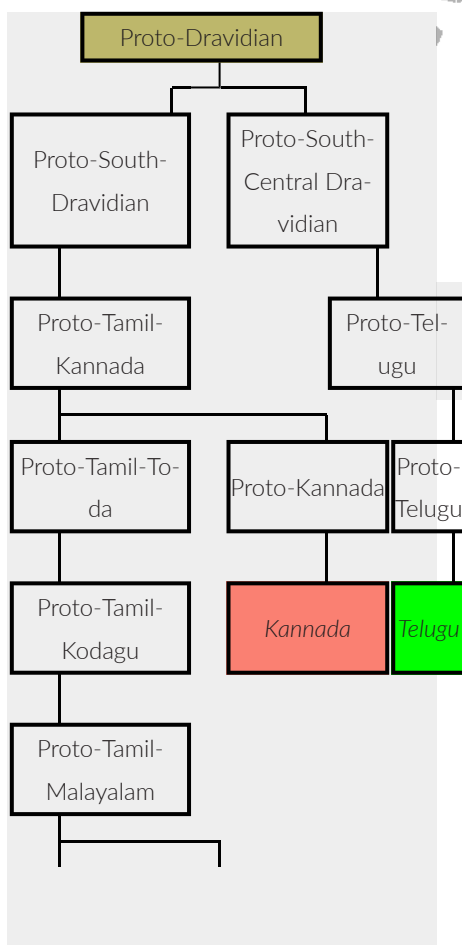 Proto-Dravidian
Proto-South-
Dravidian
Proto-South-
Central Dra-
vidian
Proto-Tamil-
Kannada
Proto-Tel-
ugu
Proto-Tamil-To-
da
Proto-Kannada
Proto-
Telugu
Proto-Tamil-
Kodagu
Kannada
Telugu
Proto-Tamil-
Malayalam